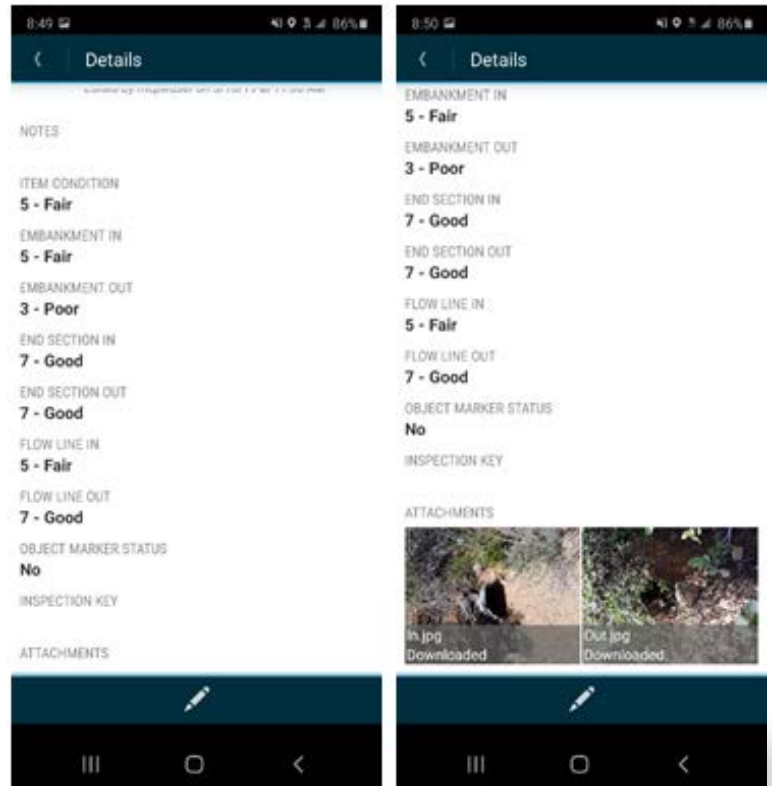 8:49
86%
Details
NOTES
ITEM CONDITION
5 - Fair
EMBANKMENT IN
5 - Fair
EMBANKMENT OUT
3 - Poor
END SECTION IN
7 - Good
END SECTION OUT
7 - Good
FLOW LINE IN
5 - Fair
FLOW LINE OUT
7 - Good
OBJECT MARKER STATUS
No
INSPECTION KEY
ATTACHMENTS
8:50
86%
Details
EMBANKMENT IN
5 - Fair
EMBANKMENT OUT
3 - Poor
END SECTION IN
7 - Good
END SECTION OUT
7 - Good
FLOW LINE IN
5 - Fair
FLOW LINE OUT
7 - Good
OBJECT MARKER STATUS
No
INSPECTION KEY
ATTACHMENTS
In.jpg
Downloaded
Out.jpg
Downloaded